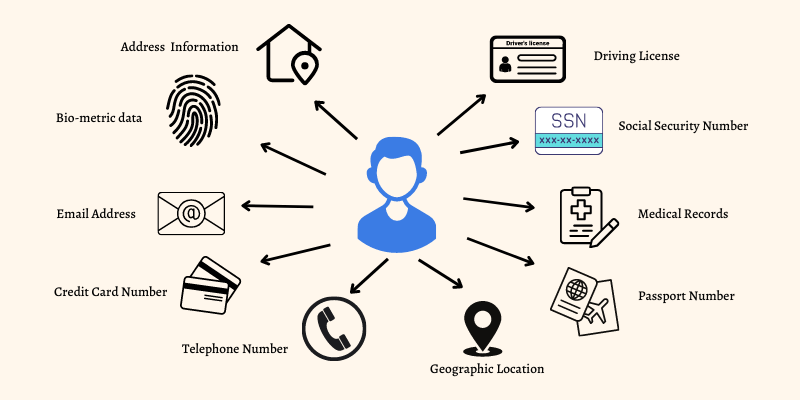 Address Information
Driver's license
Driving License
Bio-metric data
SSN
xxx-xx-xxxx
Social Security Number
Email Address
@
Medical Records
Credit Card Number
Passport Number
Telephone Number
Geographic Location